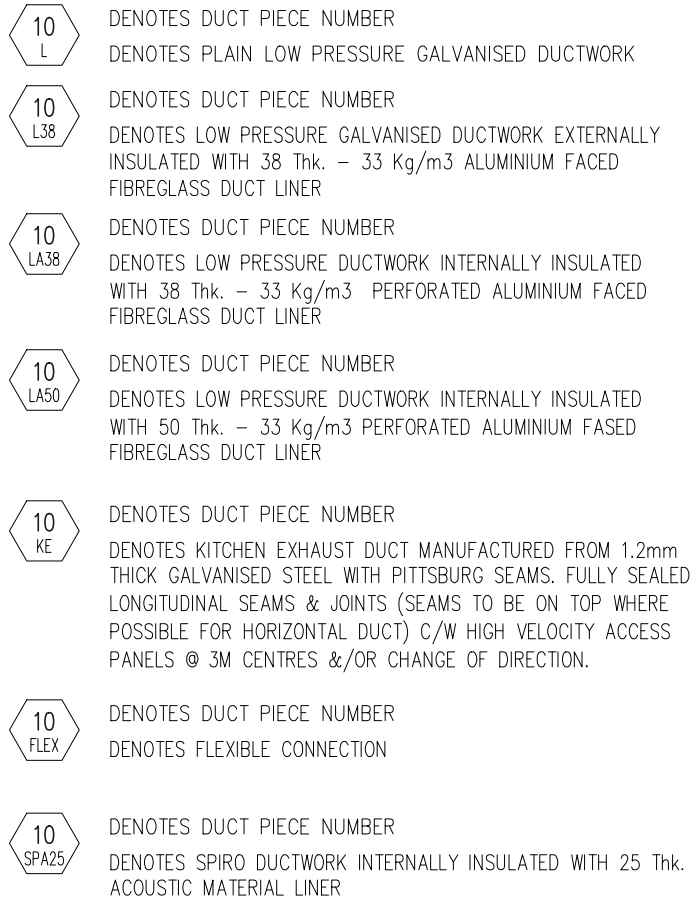 10
L
DENOTES DUCT PIECE NUMBER
DENOTES PLAIN LOW PRESSURE GALVANISED DUCTWORK
10
L38
DENOTES DUCT PIECE NUMBER
DENOTES LOW PRESSURE GALVANISED DUCTWORK EXTERNALLY
INSULATED WITH 38 Thk. – 33 Kg/m3 ALUMINIUM FACED
FIBREGLASS DUCT LINER
10
LA38
DENOTES DUCT PIECE NUMBER
DENOTES LOW PRESSURE DUCTWORK INTERNALLY INSULATED
WITH 38 Thk. – 33 Kg/m3 PERFORATED ALUMINIUM FACED
FIBREGLASS DUCT LINER
10
LA50
DENOTES DUCT PIECE NUMBER
DENOTES LOW PRESSURE DUCTWORK INTERNALLY INSULATED
WITH 50 Thk. – 33 Kg/m3 PERFORATED ALUMINIUM FASED
FIBREGLASS DUCT LINER
10
KE
DENOTES DUCT PIECE NUMBER
DENOTES KITCHEN EXHAUST DUCT MANUFACTURED FROM 1.2mm
THICK GALVANISED STEEL WITH PITTSBURG SEAMS. FULLY SEALED
LONGITUDINAL SEAMS & JOINTS (SEAMS TO BE ON TOP WHERE
POSSIBLE FOR HORIZONTAL DUCT) C/W HIGH VELOCITY ACCESS
PANELS @ 3M CENTRES &/OR CHANGE OF DIRECTION.
10
FLEX
DENOTES DUCT PIECE NUMBER
DENOTES FLEXIBLE CONNECTION
10
SPA25
DENOTES DUCT PIECE NUMBER
DENOTES SPIRO DUCTWORK INTERNALLY INSULATED WITH 25 Thk.
ACOUSTIC MATERIAL LINER